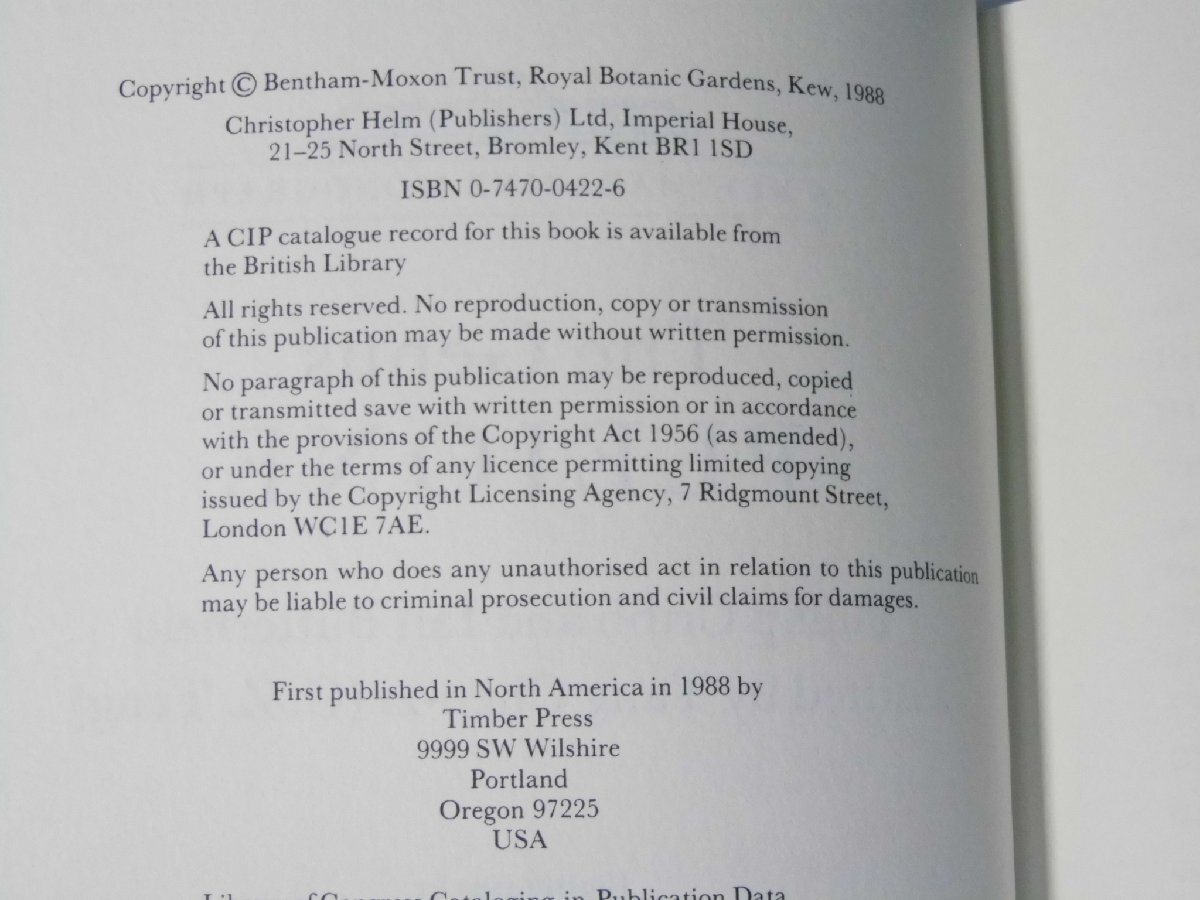 Copyright © Bentham-Moxon Trust, Royal Botanic Gardens, Kew, 1988
Christopher Helm (Publishers) Ltd, Imperial House,
21–25 North Street, Bromley, Kent BR1 1SD
ISBN 0-7470-0422-6
A CIP catalogue record for this book is available from
the British Library
All rights reserved. No reproduction, copy or transmission
of this publication may be made without written permission.
No paragraph of this publication may be reproduced, copied
or transmitted save with written permission or in accordance
with the provisions of the Copyright Act 1956 (as amended),
or under the terms of any licence permitting limited copying
issued by the Copyright Licensing Agency, 7 Ridgmount Street,
London WC1E 7AE.
Any person who does any unauthorised act in relation to this publication
may be liable to criminal prosecution and civil claims for damages.
First published in North America in 1988 by
Timber Press
9999 SW Wilshire
Portland
Oregon 97225
USA
Library of Congress Cataloging in Publication Data